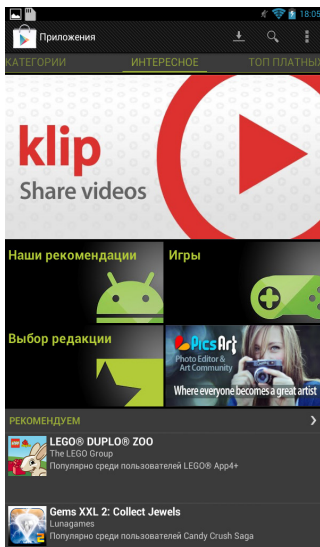 18:05
Приложения
КАТЕГОРИИ ИНТЕРЕСНОЕ ТОП ПЛАТНЫХ
klip
Share videos
Наши рекомендации
Игры
Выбор редакции
PicsArt
Photo Editor &
Art Community
Where everyone becomes a great artist
РЕКОМЕНДУЕМ
LEGO® DUPLO® ZOO
The LEGO Group
Популярно среди пользователей LEGO® App4+
Gems XXL 2: Collect Jewels
Lunagames
Популярно среди пользователей Candy Crush Saga